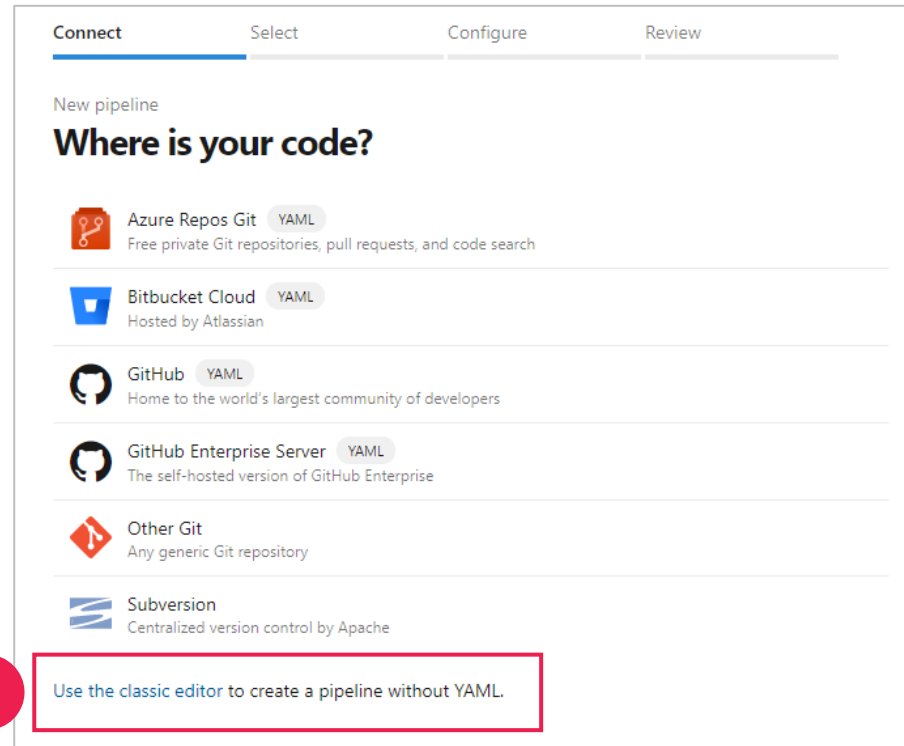 Connect Select Configure Review
New pipeline
Where is your code?
Azure Repos Git YAML
Free private Git repositories, pull requests, and code search
Bitbucket Cloud YAML
Hosted by Atlassian
GitHub YAML
Home to the world's largest community of developers
GitHub Enterprise Server YAML
The self-hosted version of GitHub Enterprise
Other Git
Any generic Git repository
Subversion
Centralized version control by Apache
Use the classic editor to create a pipeline without YAML.